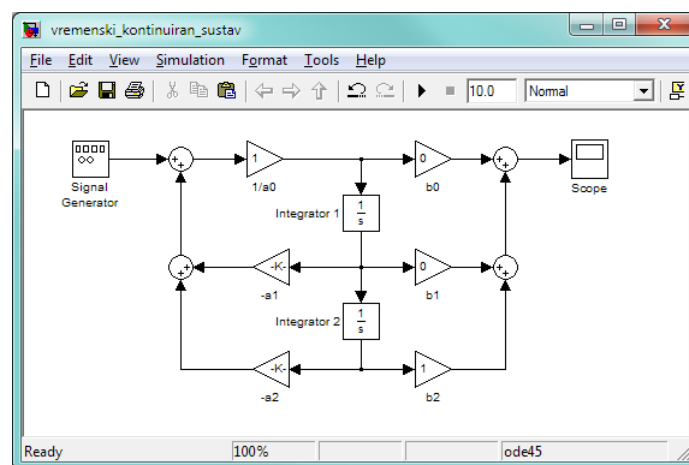 vremenski_kontinuiran_sustav
File Edit View Simulation Format Tools Help
10.0 Normal
Signal
Generator
1
1/a0
0
b0
Scope
Integrator 1
1
s
-K-
-a1
0
b1
Integrator 2
1
s
-K-
-a2
1
b2
Ready 100% ode45